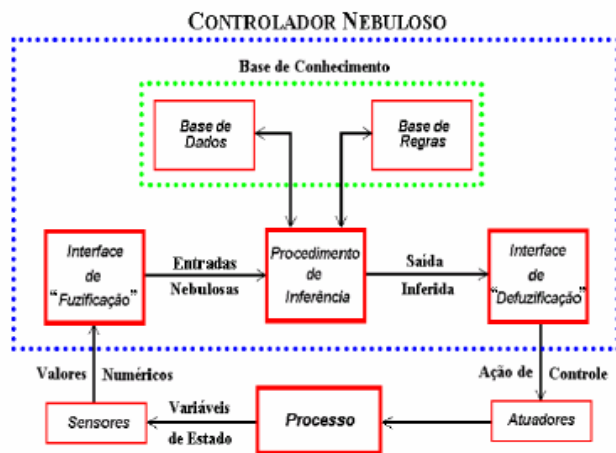 CONTROLADOR NEBULOSO
Base de Conhecimento
Base de
Dados
Base de
Regras
Interface
de
"Fuzificação"
Entradas
Nebulosas
Procedimento
de
Inferência
Saída
Inferida
Interface
de
"Defuzificação"
Valores Numéricos
Ação de Controle
Sensores
Variáveis
de Estado
Processo
Atuadores